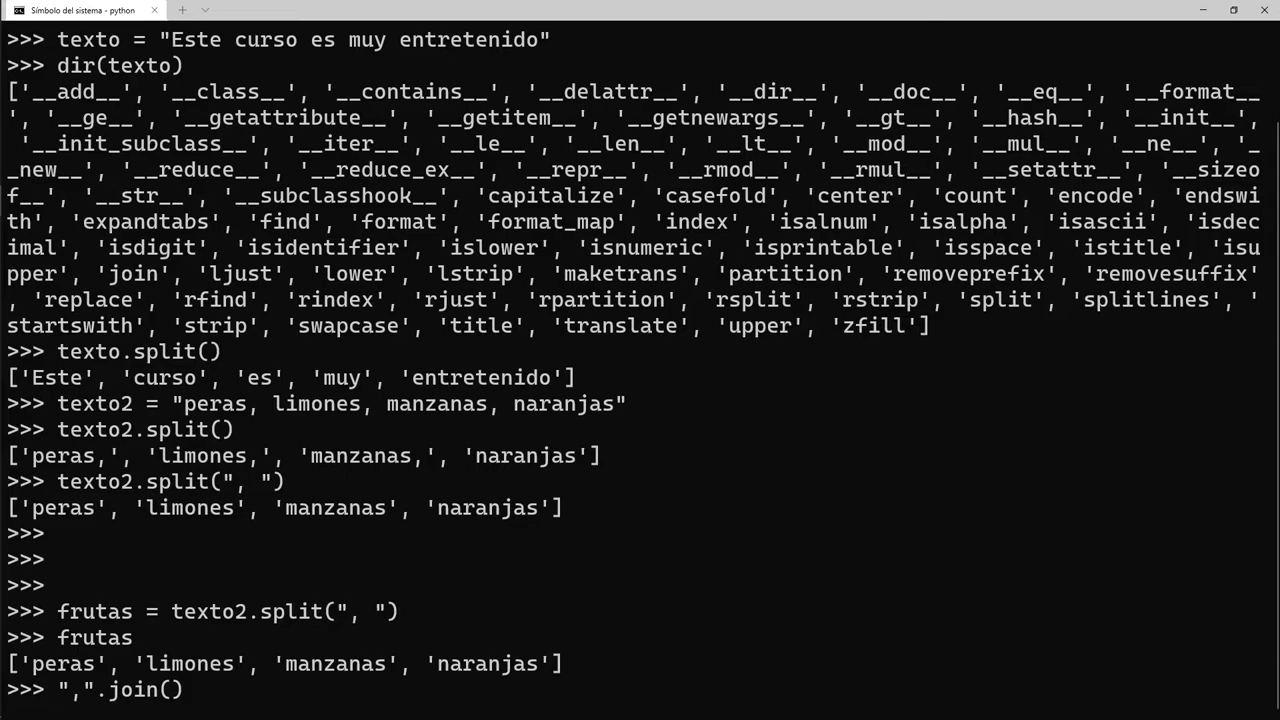 Símbolo del sistema - python
>>> texto = "Este curso es muy entretenido"
>>> dir(texto)
['__add__', '__class__', '__contains__', '__delattr__', '__dir__', '__doc__', '__eq__', '__format__
', '__ge__', '__getattribute__', '__getitem__', '__getnewargs__', '__gt__', '__hash__', '__init__',
'__init_subclass__', '__iter__', '__le__', '__len__', '__lt__', '__mod__', '__mul__', '__ne__', '_
_new__', '__reduce__', '__reduce_ex__', '__repr__', '__rmod__', '__rmul__', '__setattr__', '__sizeo
f__', '__str__', '__subclasshook__', 'capitalize', 'casefold', 'center', 'count', 'encode', 'endswi
th', 'expandtabs', 'find', 'format', 'format_map', 'index', 'isalnum', 'isalpha', 'isascii', 'isdec
imal', 'isdigit', 'isidentifier', 'islower', 'isnumeric', 'isprintable', 'isspace', 'istitle', 'isu
pper', 'join', 'ljust', 'lower', 'lstrip', 'maketrans', 'partition', 'removeprefix', 'removesuffix'
, 'replace', 'rfind', 'rindex', 'rjust', 'rpartition', 'rsplit', 'rstrip', 'split', 'splitlines', '
startswith', 'strip', 'swapcase', 'title', 'translate', 'upper', 'zfill']
>>> texto.split()
['Este', 'curso', 'es', 'muy', 'entretenido']
>>> texto2 = "peras, limones, manzanas, naranjas"
>>> texto2.split()
['peras,', 'limones,', 'manzanas,', 'naranjas']
>>> texto2.split(", ")
['peras', 'limones', 'manzanas', 'naranjas']
>>>
>>>
>>>
>>> frutas = texto2.split(", ")
>>> frutas
['peras', 'limones', 'manzanas', 'naranjas']
>>> ",".join()